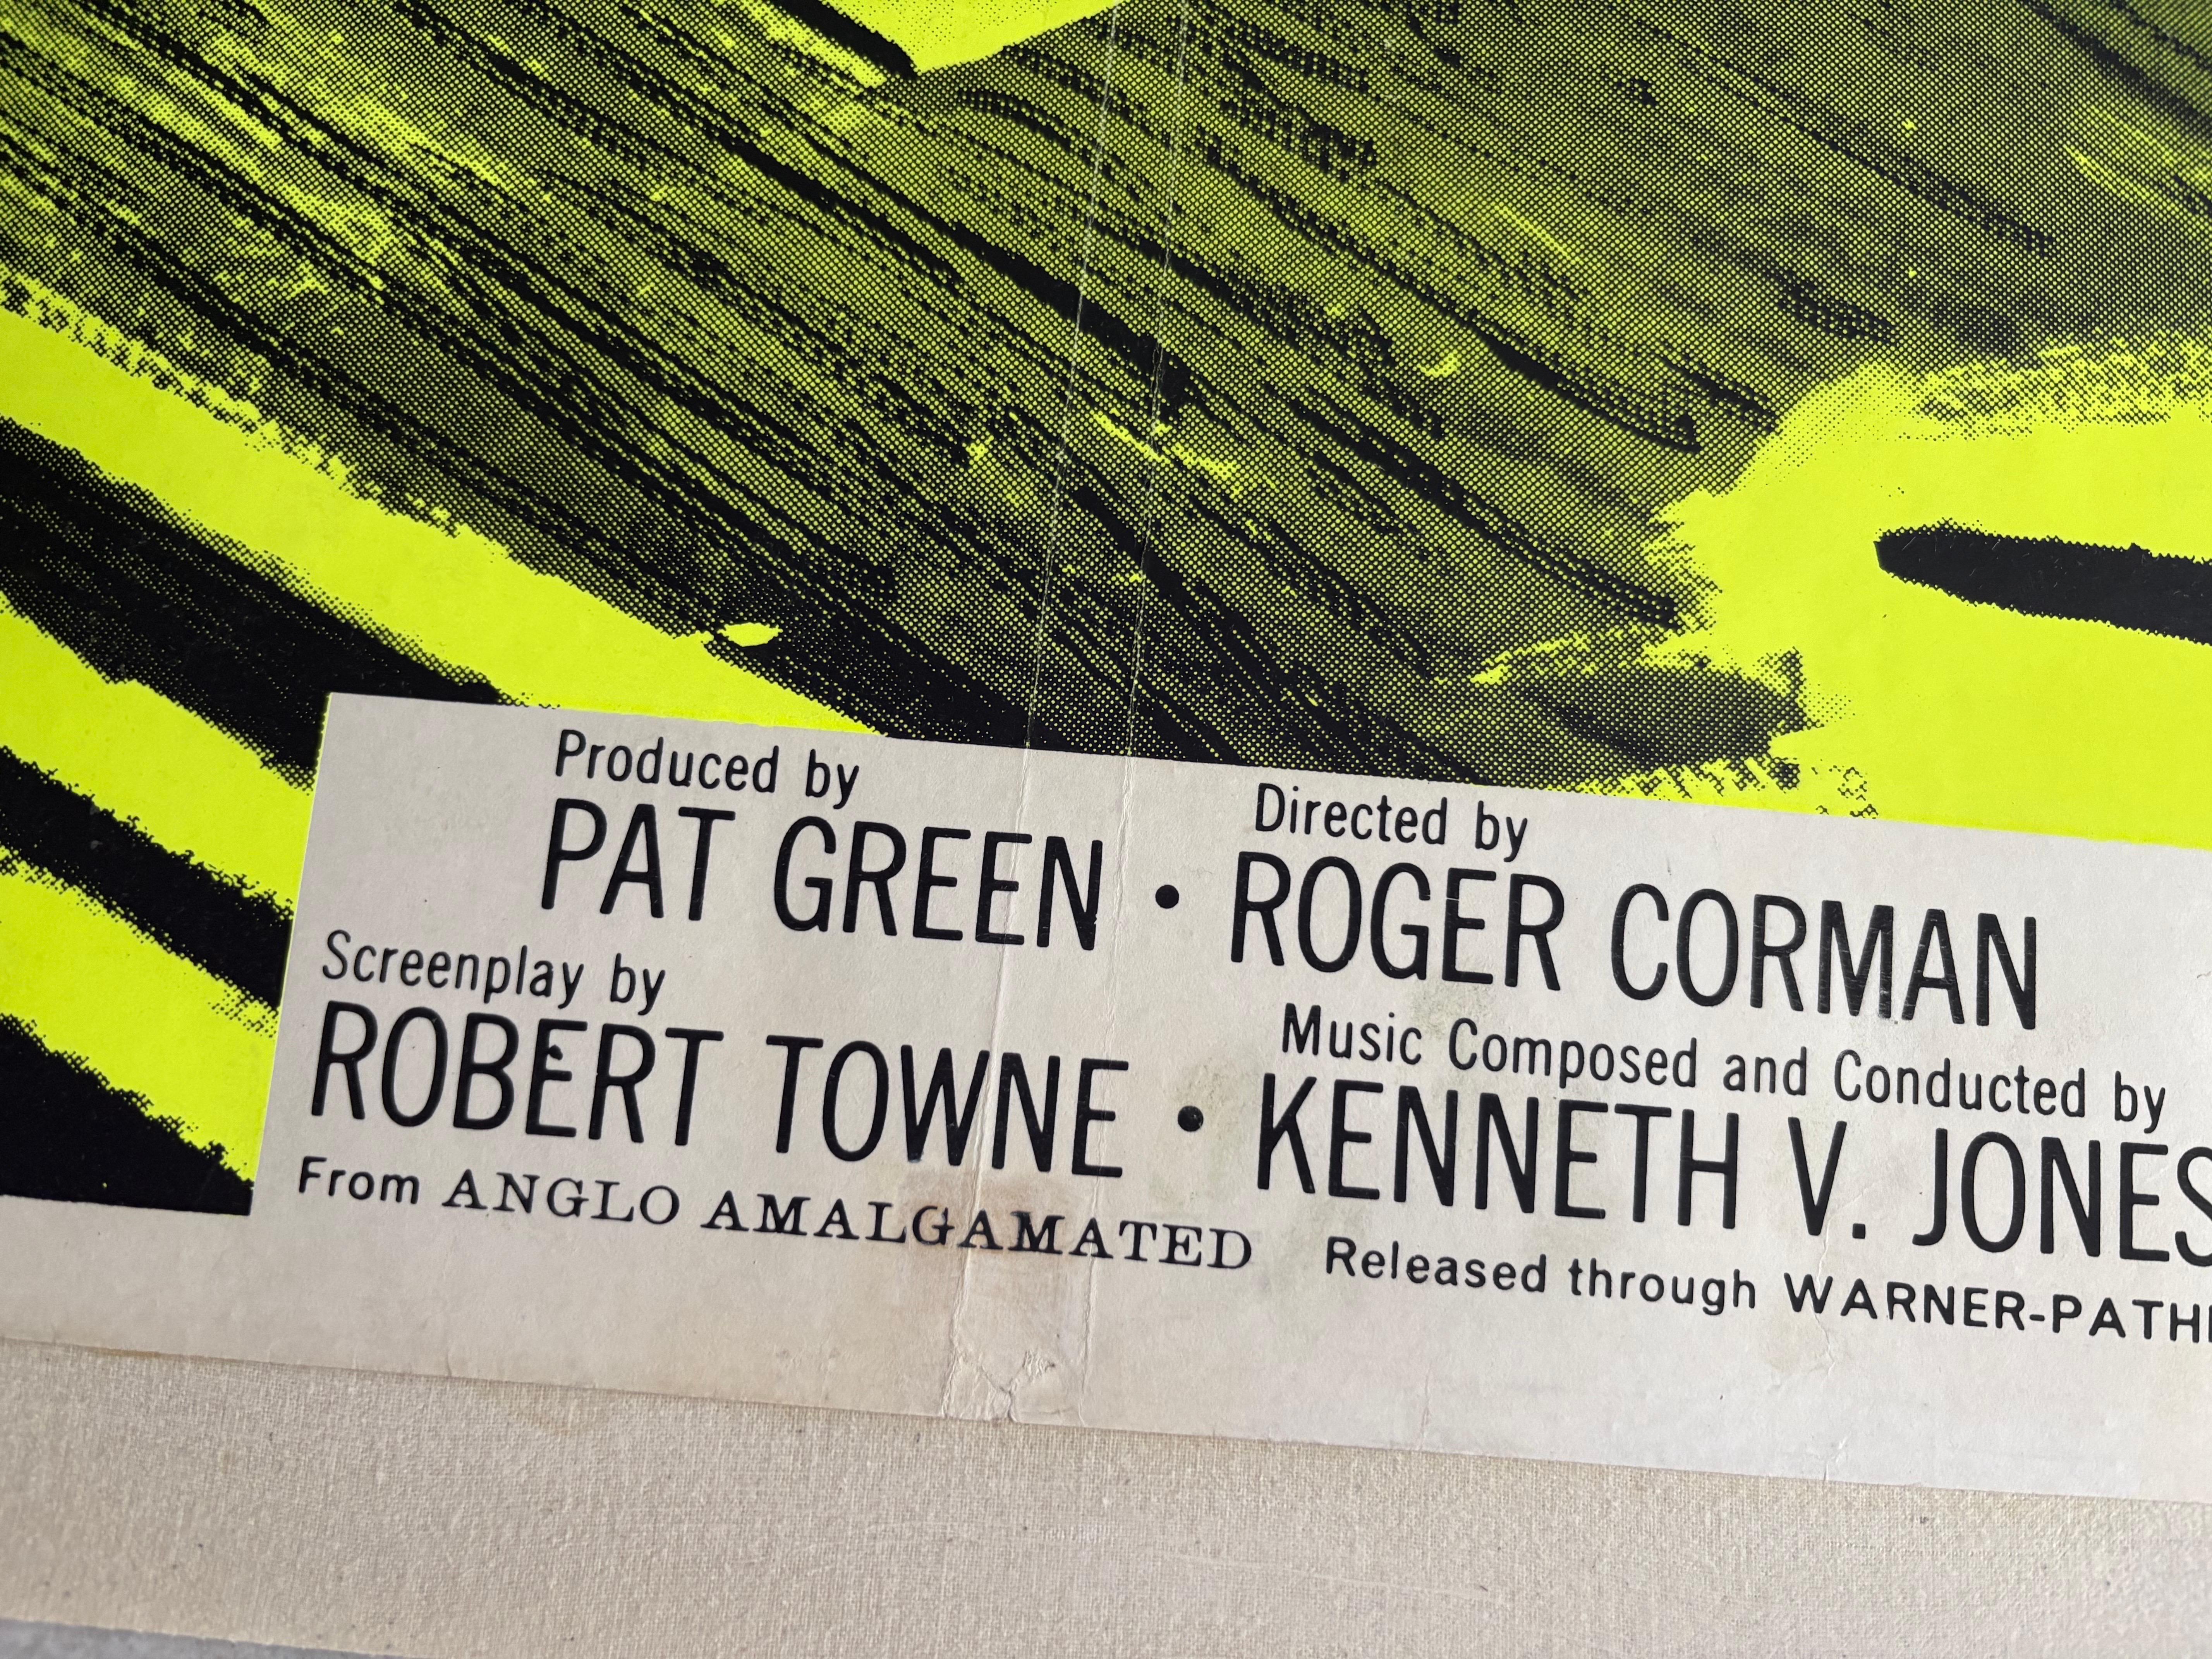 Produced by
PAT GREEN •
Directed by
ROGER CORMAN
Screenplay by
ROBERT TOWNE •
Music Composed and Conducted by
KENNETH V. JONES
From ANGLO AMALGAMATED Released through WARNER-PATH